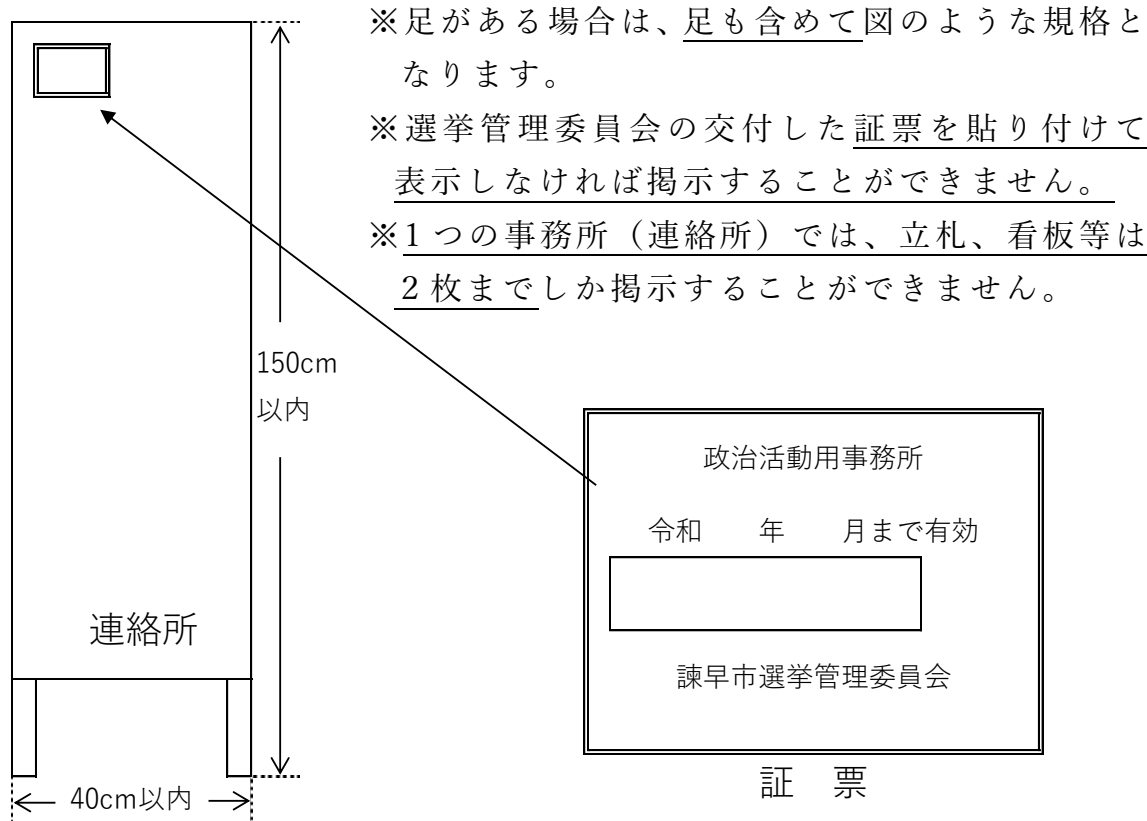 ※足がある場合は、足も含めて図のような規格と
なります。
※選挙管理委員会の交付した証票を貼り付けて
表示しなければ掲示することができません。
※1つの事務所（連絡所）では、立札、看板等は
２枚までしか掲示することができません。
150cm
以内
連絡所
40cm以内
政治活動用事務所
令和　　年　　月まで有効
諫早市選挙管理委員会
証　票